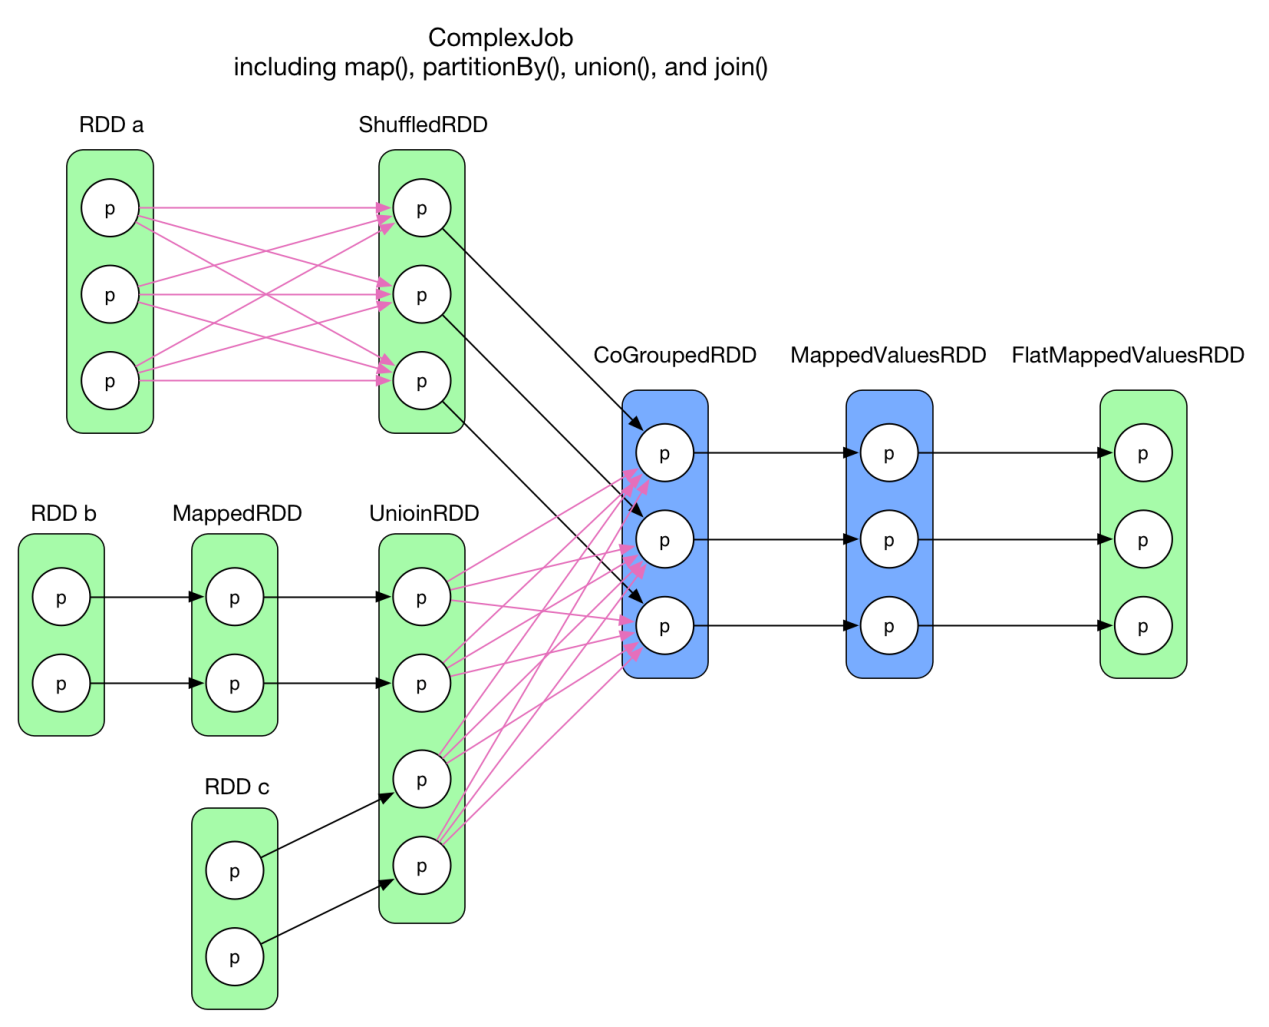 ComplexJob
including map(), partitionBy(), union(), and join()
RDD a
ShuffledRDD
p
p
p
p
p
p
CoGroupedRDD
MappedValuesRDD
FlatMappedValuesRDD
p
p
p
p
p
p
p
p
p
RDD b
MappedRDD
UnioinRDD
p
p
p
p
p
p
p
p
RDD c
p
p